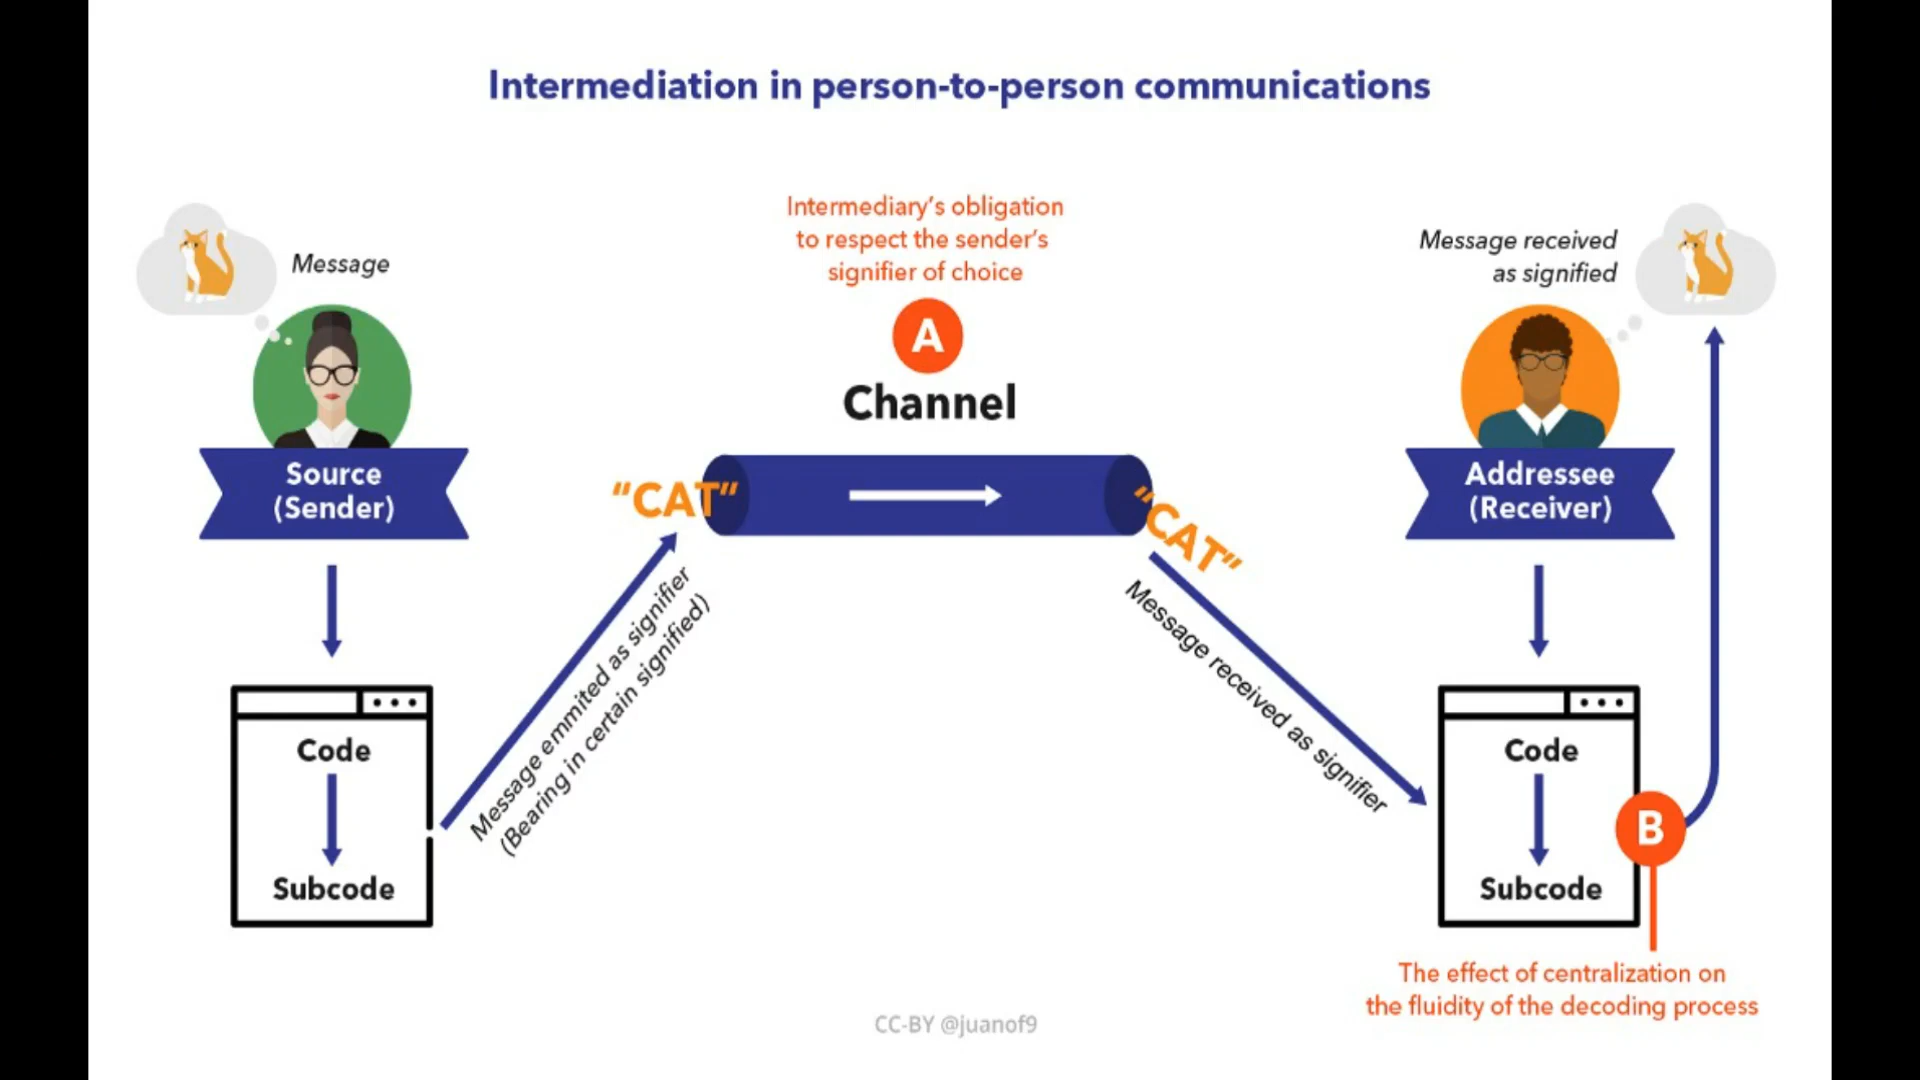 Intermediation in person-to-person communications
Message
Intermediary's obligation
to respect the sender's
signifier of choice
A
Channel
Message received
as signified
Source
(Sender)
"CAT"
"CAT"
Addressee
(Receiver)
Message emmited as signifier
(Bearing in certain signified)
Message received as signifier
Code
Subcode
Code
Subcode
B
The effect of centralization on
the fluidity of the decoding process
CC-BY @juanof9